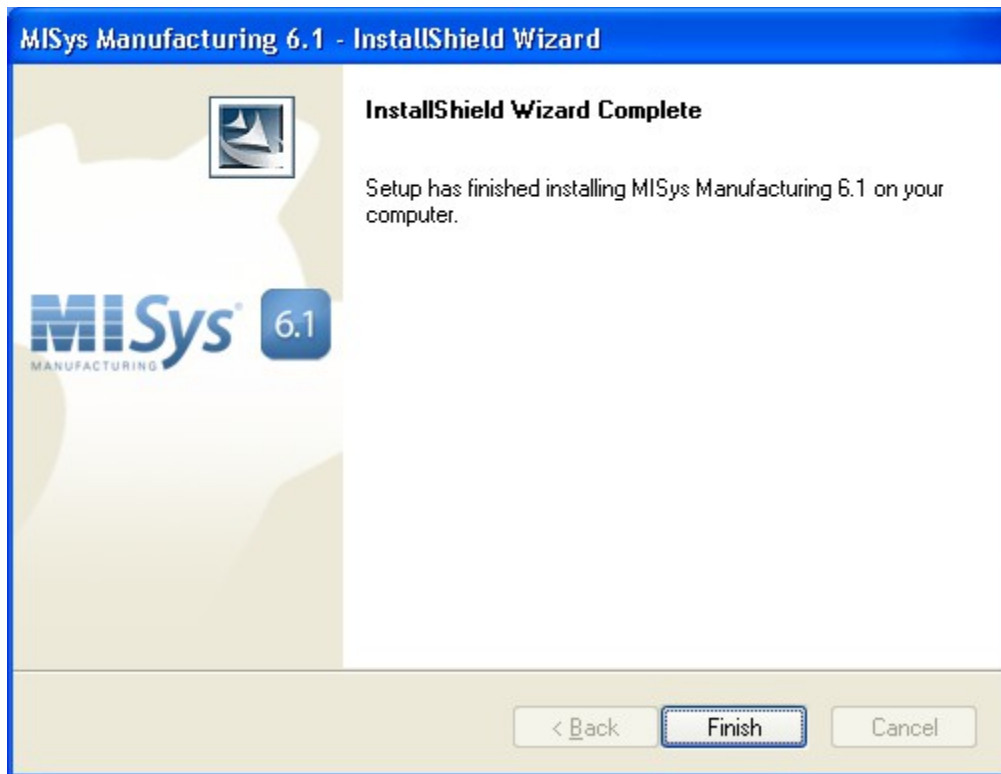 MISys Manufacturing 6.1 - InstallShield Wizard
InstallShield Wizard Complete
Setup has finished installing MISys Manufacturing 6.1 on your
computer.
MISys® 6.1
MANUFACTURING
< Back Finish Cancel